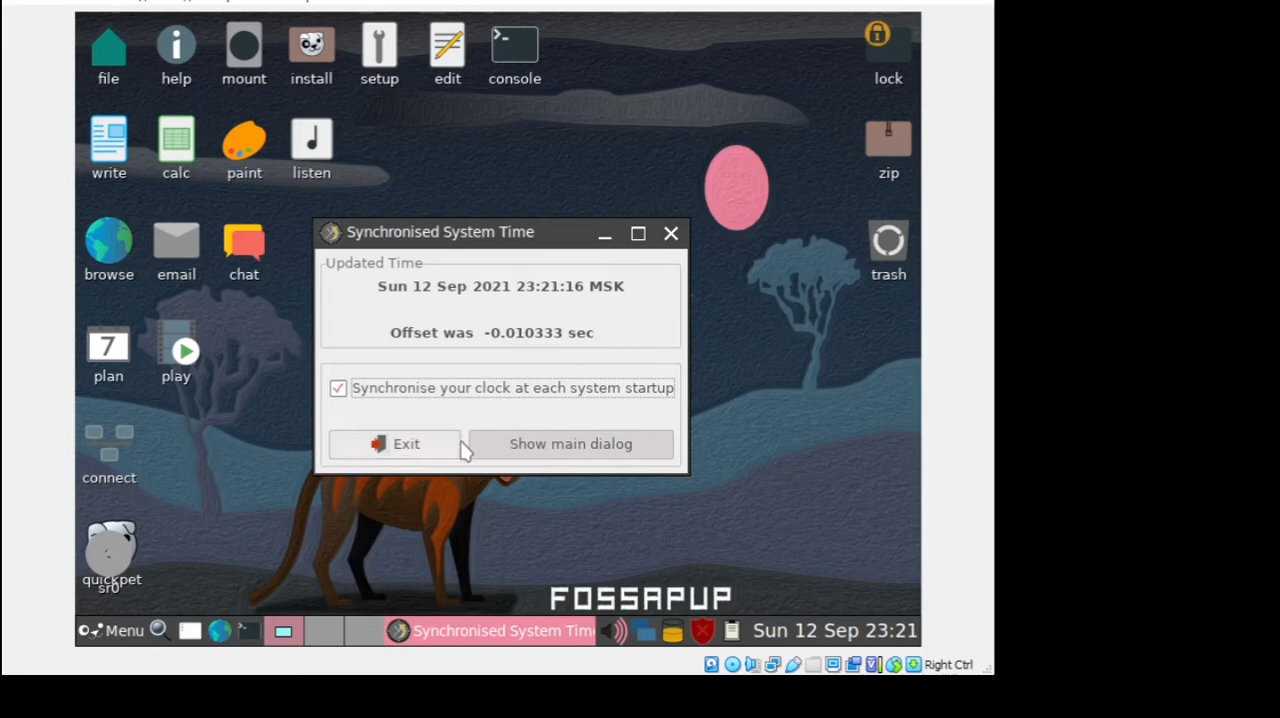 file help mount install setup edit console lock
write calc paint listen zip
browse email chat trash
Synchronised System Time
Updated Time
Sun 12 Sep 2021 23:21:16 MSK
Offset was -0.010333 sec
Synchronise your clock at each system startup
Exit Show main dialog
7
plan play
connect
quickpet
sr0
FOSSAPUP
Menu Synchronised System Tim Sun 12 Sep 23:21
Right Ctrl